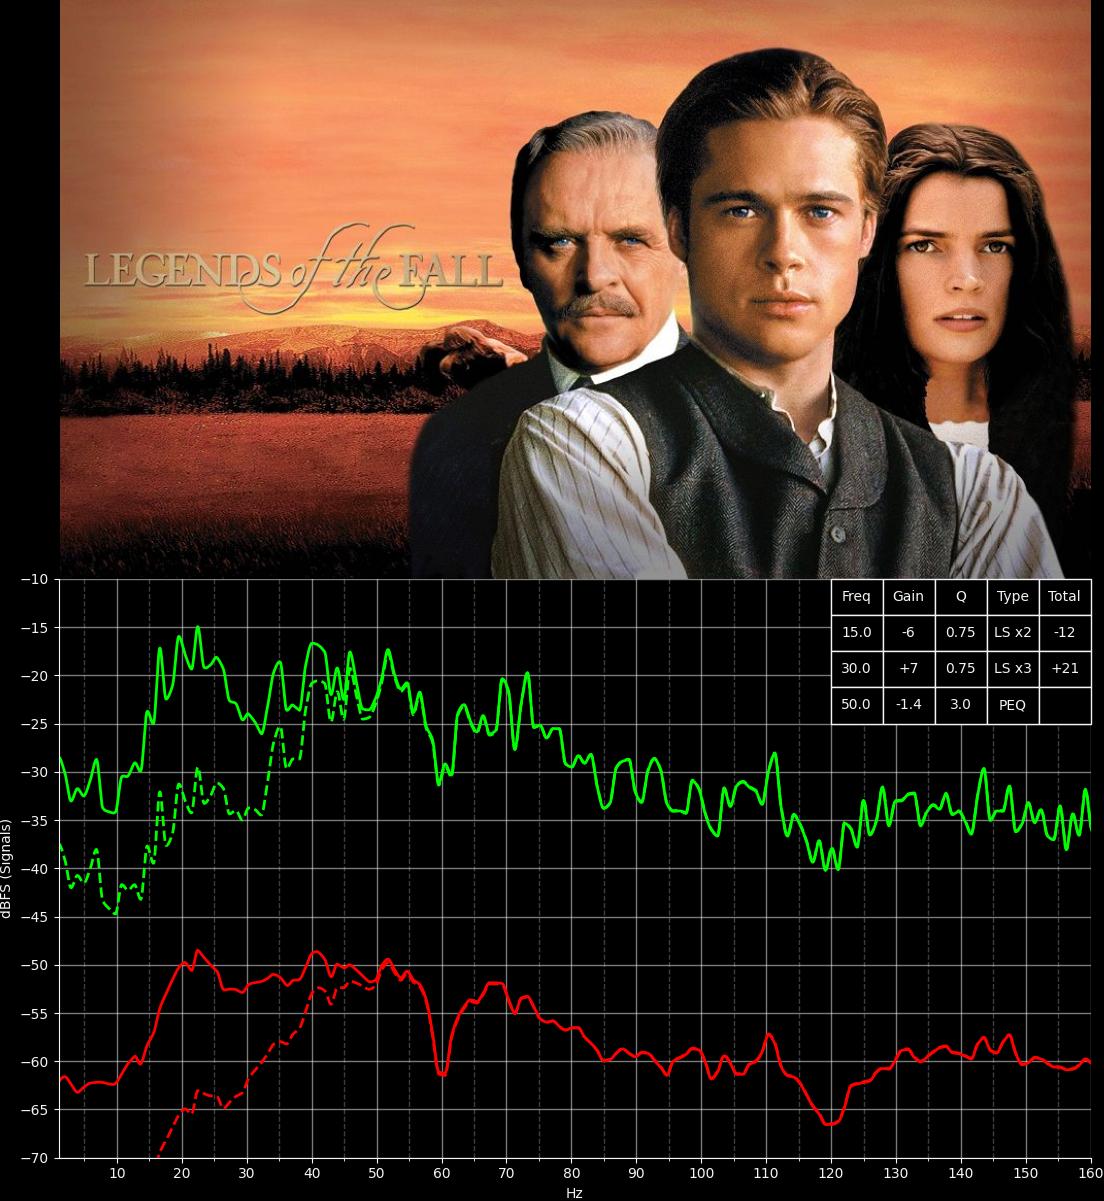 LEGENDS of the FALL
−10
−15
−20
−25
−30
−35
−40
−45
−50
−55
−60
−65
−70
dBFS (Signals)
Freq Gain Q Type Total
15.0 -6 0.75 LS x2 -12
30.0 +7 0.75 LS x3 +21
50.0 -1.4 3.0 PEQ
10 20 30 40 50 60 70 80 90 100 110 120 130 140 150 160
Hz